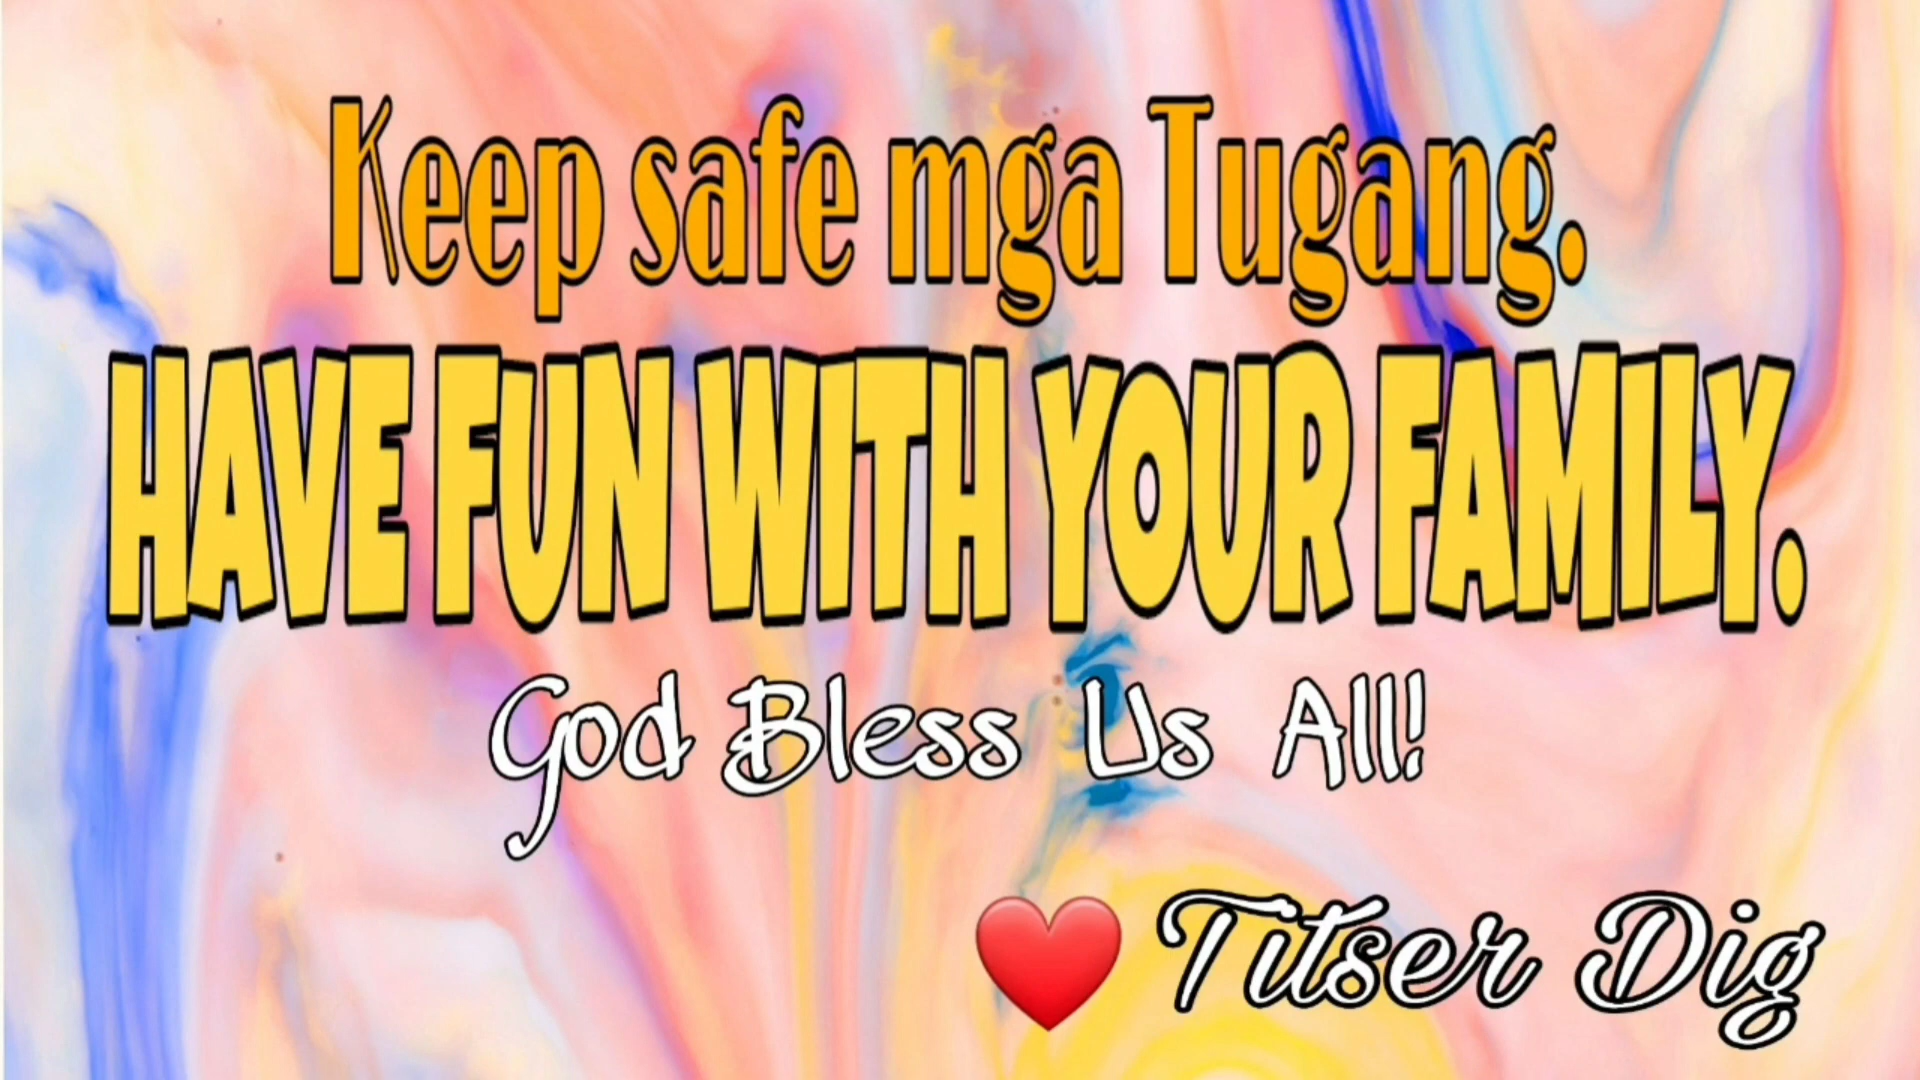 Keep safe mga Tugang.
HAVE FUN WITH YOUR FAMILY.
God Bless Us All!
❤ Titser Dig